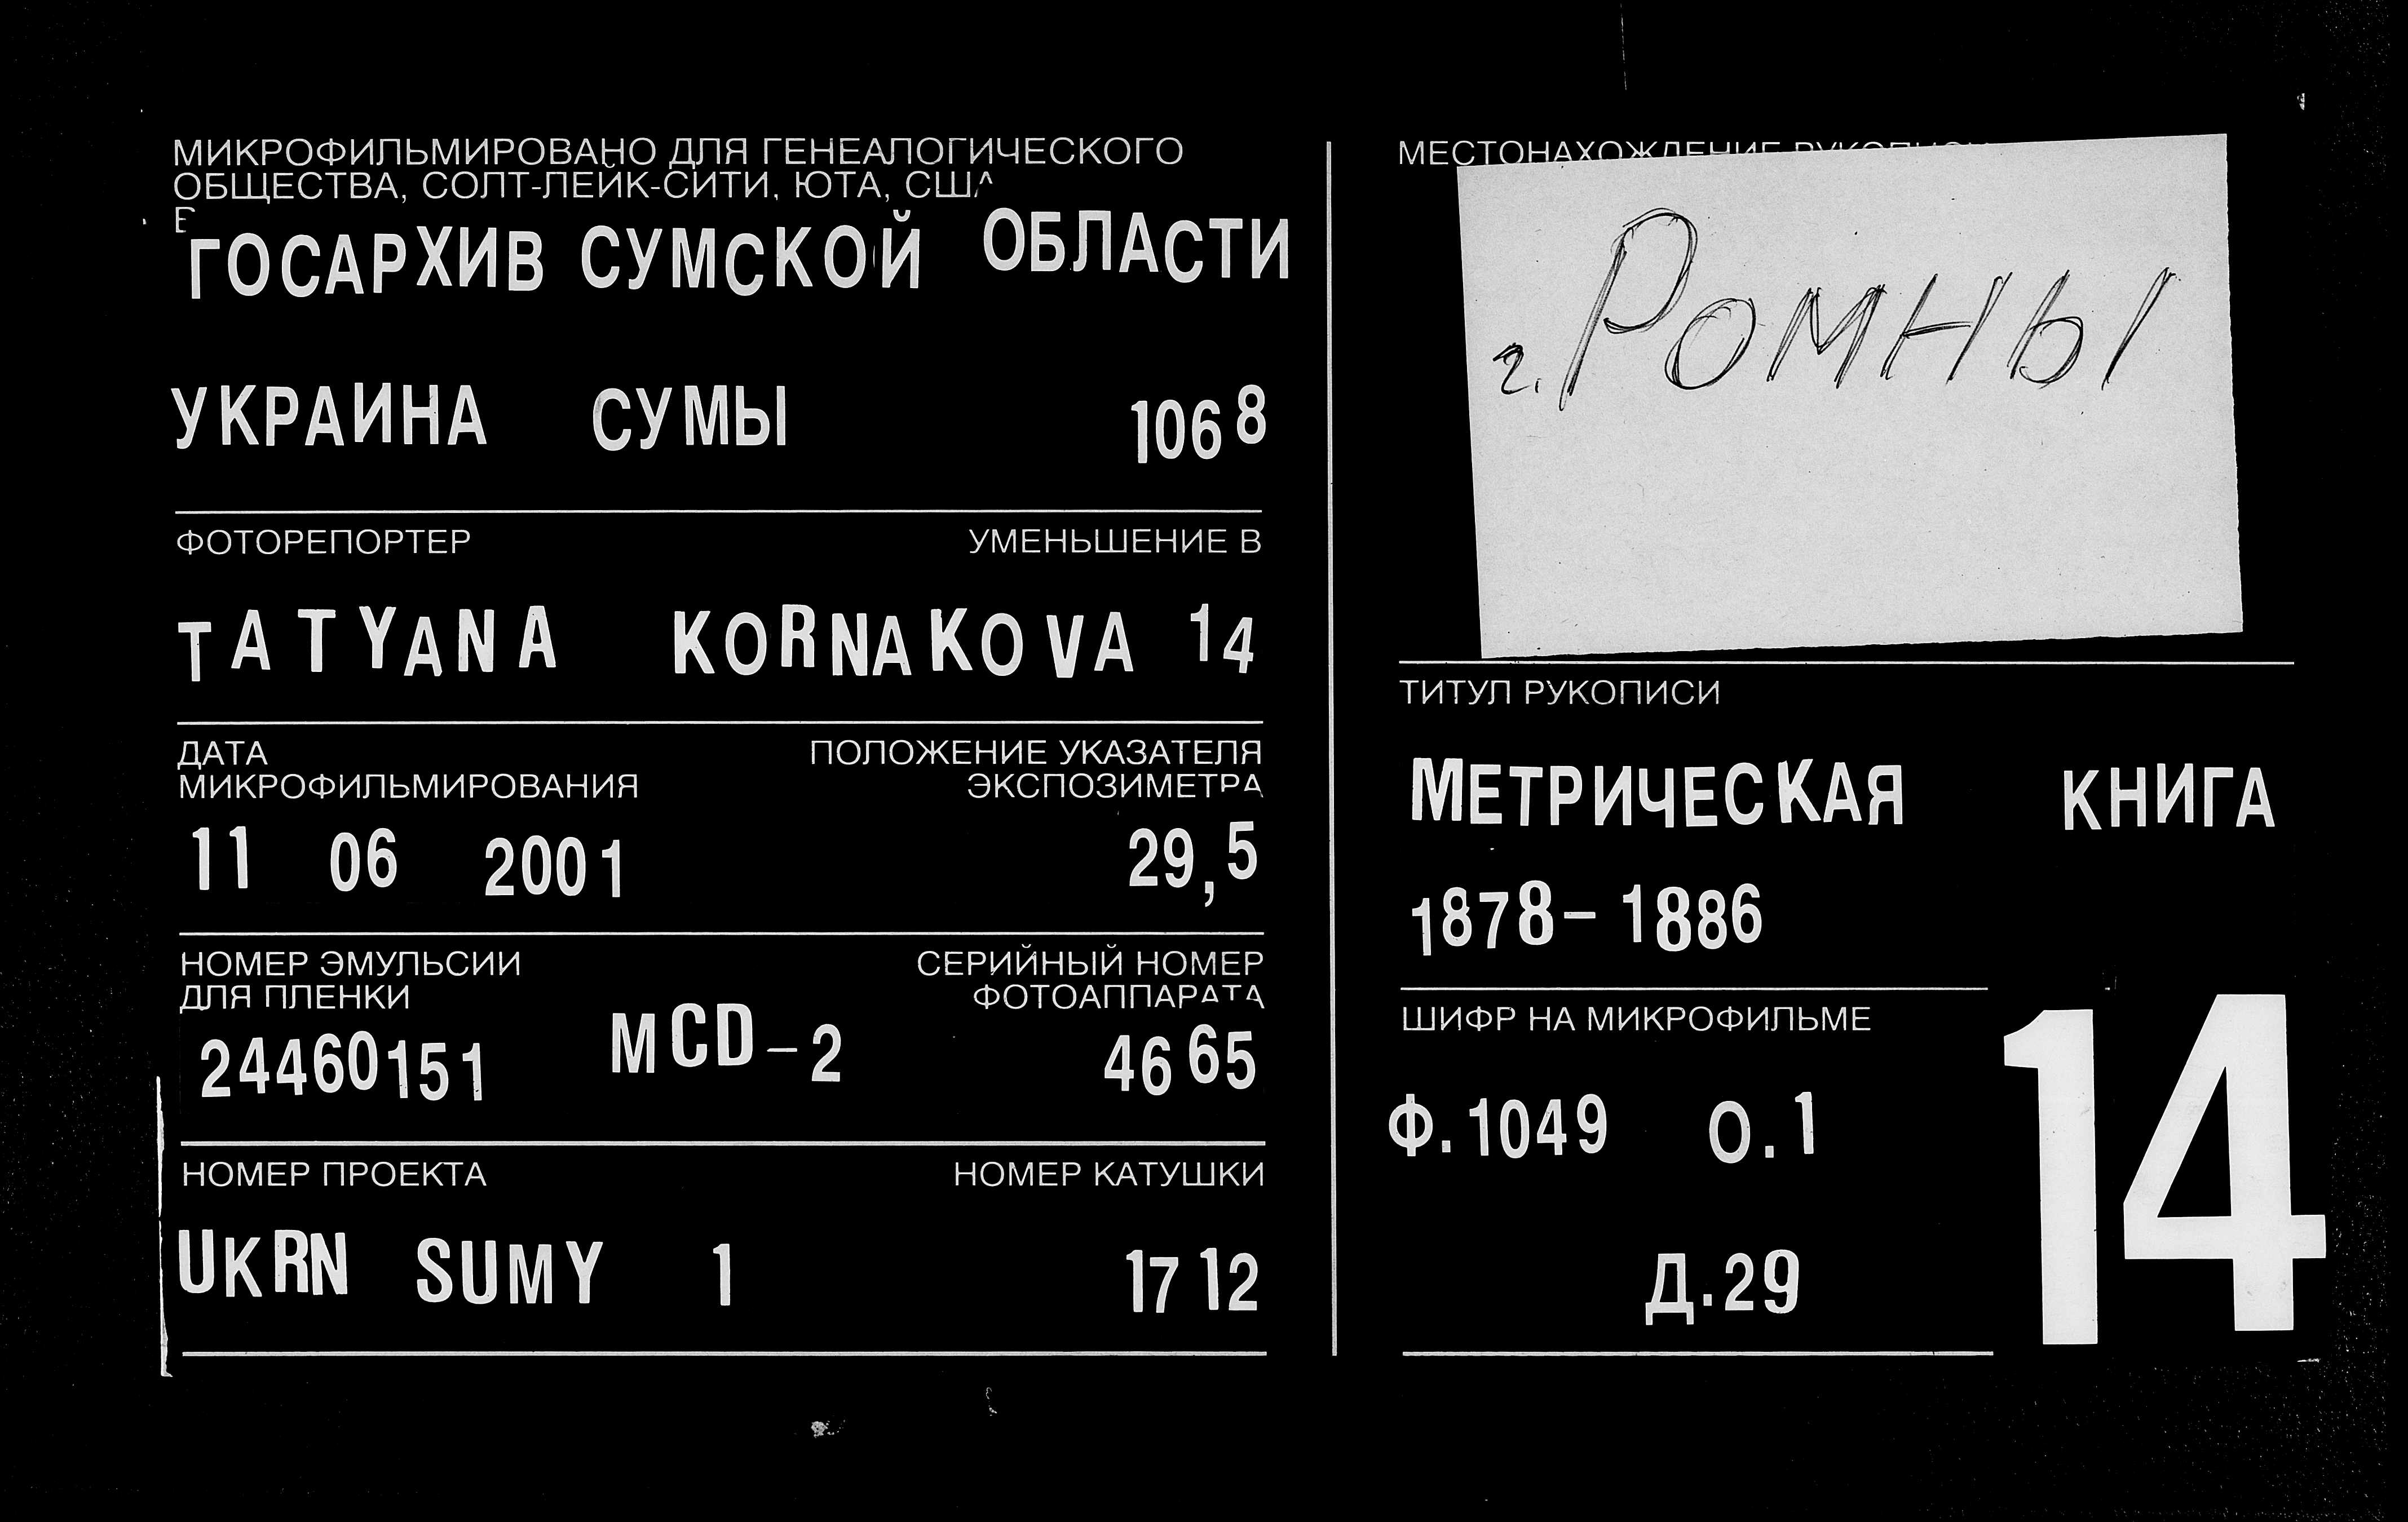 МИКРОФИЛЬМИРОВАНО ДЛЯ ГЕНЕАЛОГИЧЕСКОГО
ОБЩЕСТВА, СОЛТ-ЛЕЙК-СИТИ, ЮТА, США
В
ГОСАРХИВ СУМСКОЙ ОБЛАСТИ
УКРАИНА СУМЫ 1068
ФОТОРЕПОРТЕР УМЕНЬШЕНИЕ В
TATYANA KORNAKOVA 14
ДАТА
МИКРОФИЛЬМИРОВАНИЯ
ПОЛОЖЕНИЕ УКАЗАТЕЛЯ
ЭКСПОЗИМЕТРА
11 06 2001 29,5
НОМЕР ЭМУЛЬСИИ
ДЛЯ ПЛЕНКИ
СЕРИЙНЫЙ НОМЕР
ФОТОАППАРАТА
24460151 MCD-2 4665
НОМЕР ПРОЕКТА НОМЕР КАТУШКИ
UKRN SUMY 1 1712
МЕСТОНАХОЖДЕНИЕ РУКОПИСИ
г. Ромны
ТИТУЛ РУКОПИСИ
МЕТРИЧЕСКАЯ КНИГА
1878-1886
ШИФР НА МИКРОФИЛЬМЕ
Ф.1049 О.1
Д.29
14